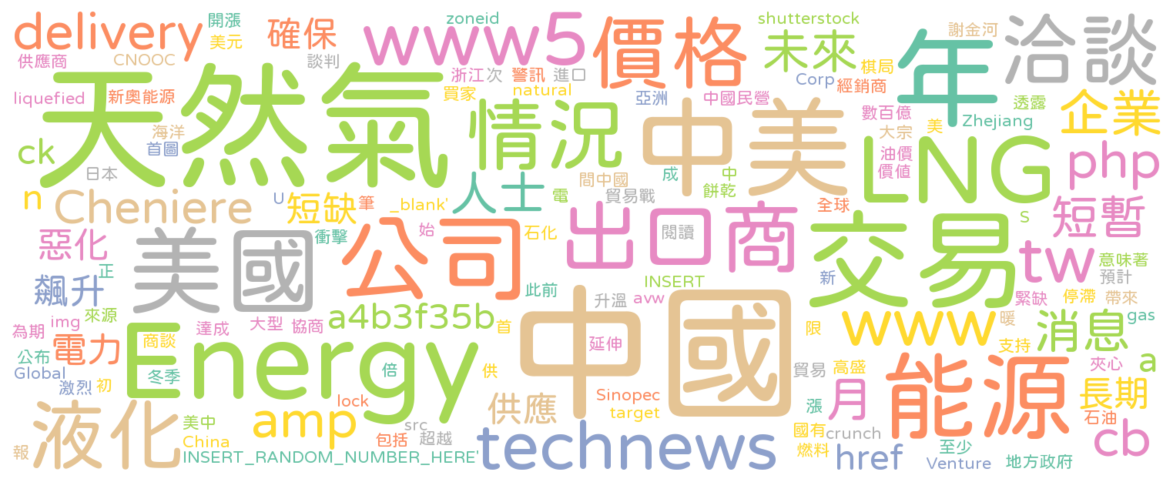 delivery
開漲
美元
確保
zoneid
www5
價格
shutterstock
未來
謝金河
年
洽談
供應商
CNOOC
談判
浙江
次
警訊
進口
Corp
棋局
經銷商
liquefied
新奧能源
買家
natural
亞洲
中國民營
數百億
透露
企業
天然氣
情況
中美
大宗
美
Zhejiang
海洋
首圖
油價
價值
ck
日本
LNG
php
n
Cheniere
U
短缺
筆
_blank'
人士
電
成
中
餅乾
間中國
貿易戰
全球
S
短暫
惡化
美國
衝擊
公司
始
石化
出口商
閱讀
交易
tw
正
飆升
INSERT
新
意味著
預計
來源
img
為期
a4b3f35b
此前
升溫
avw
中國
緊缺
停滯
帶來
www
暖
消息
gas
商談
達成
大型
協商
首
限
電力
Energy
延伸
支持
a
公布
Global
冬季
倍
供
貿易
高盛
夾心
激烈
初
lock
Sinopec
漲
月
能源
長期
液化
amp
target
供應
石油
美中
src
國有
crunch
cb
報
China
包括
超越
technews
燃料
href
至少
INSERT_RANDOM_NUMBER_HERE'
Venture
地方政府